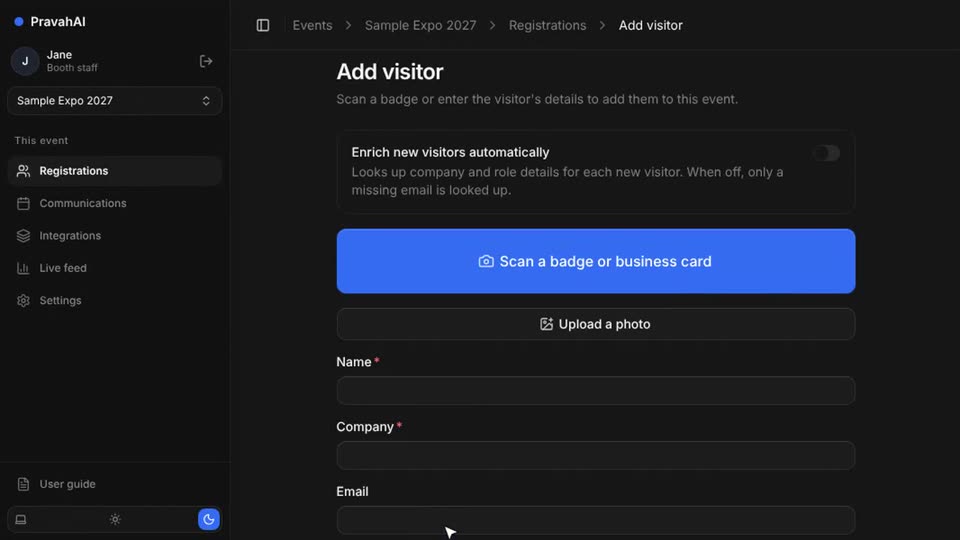 PravahAI
J
Jane
Booth staff
Sample Expo 2027
This event
Registrations
Communications
Integrations
Live feed
Settings
User guide
Events > Sample Expo 2027 > Registrations > Add visitor
Add visitor
Scan a badge or enter the visitor's details to add them to this event.
Enrich new visitors automatically
Looks up company and role details for each new visitor. When off, only a
missing email is looked up.
Scan a badge or business card
Upload a photo
Name *
Company *
Email